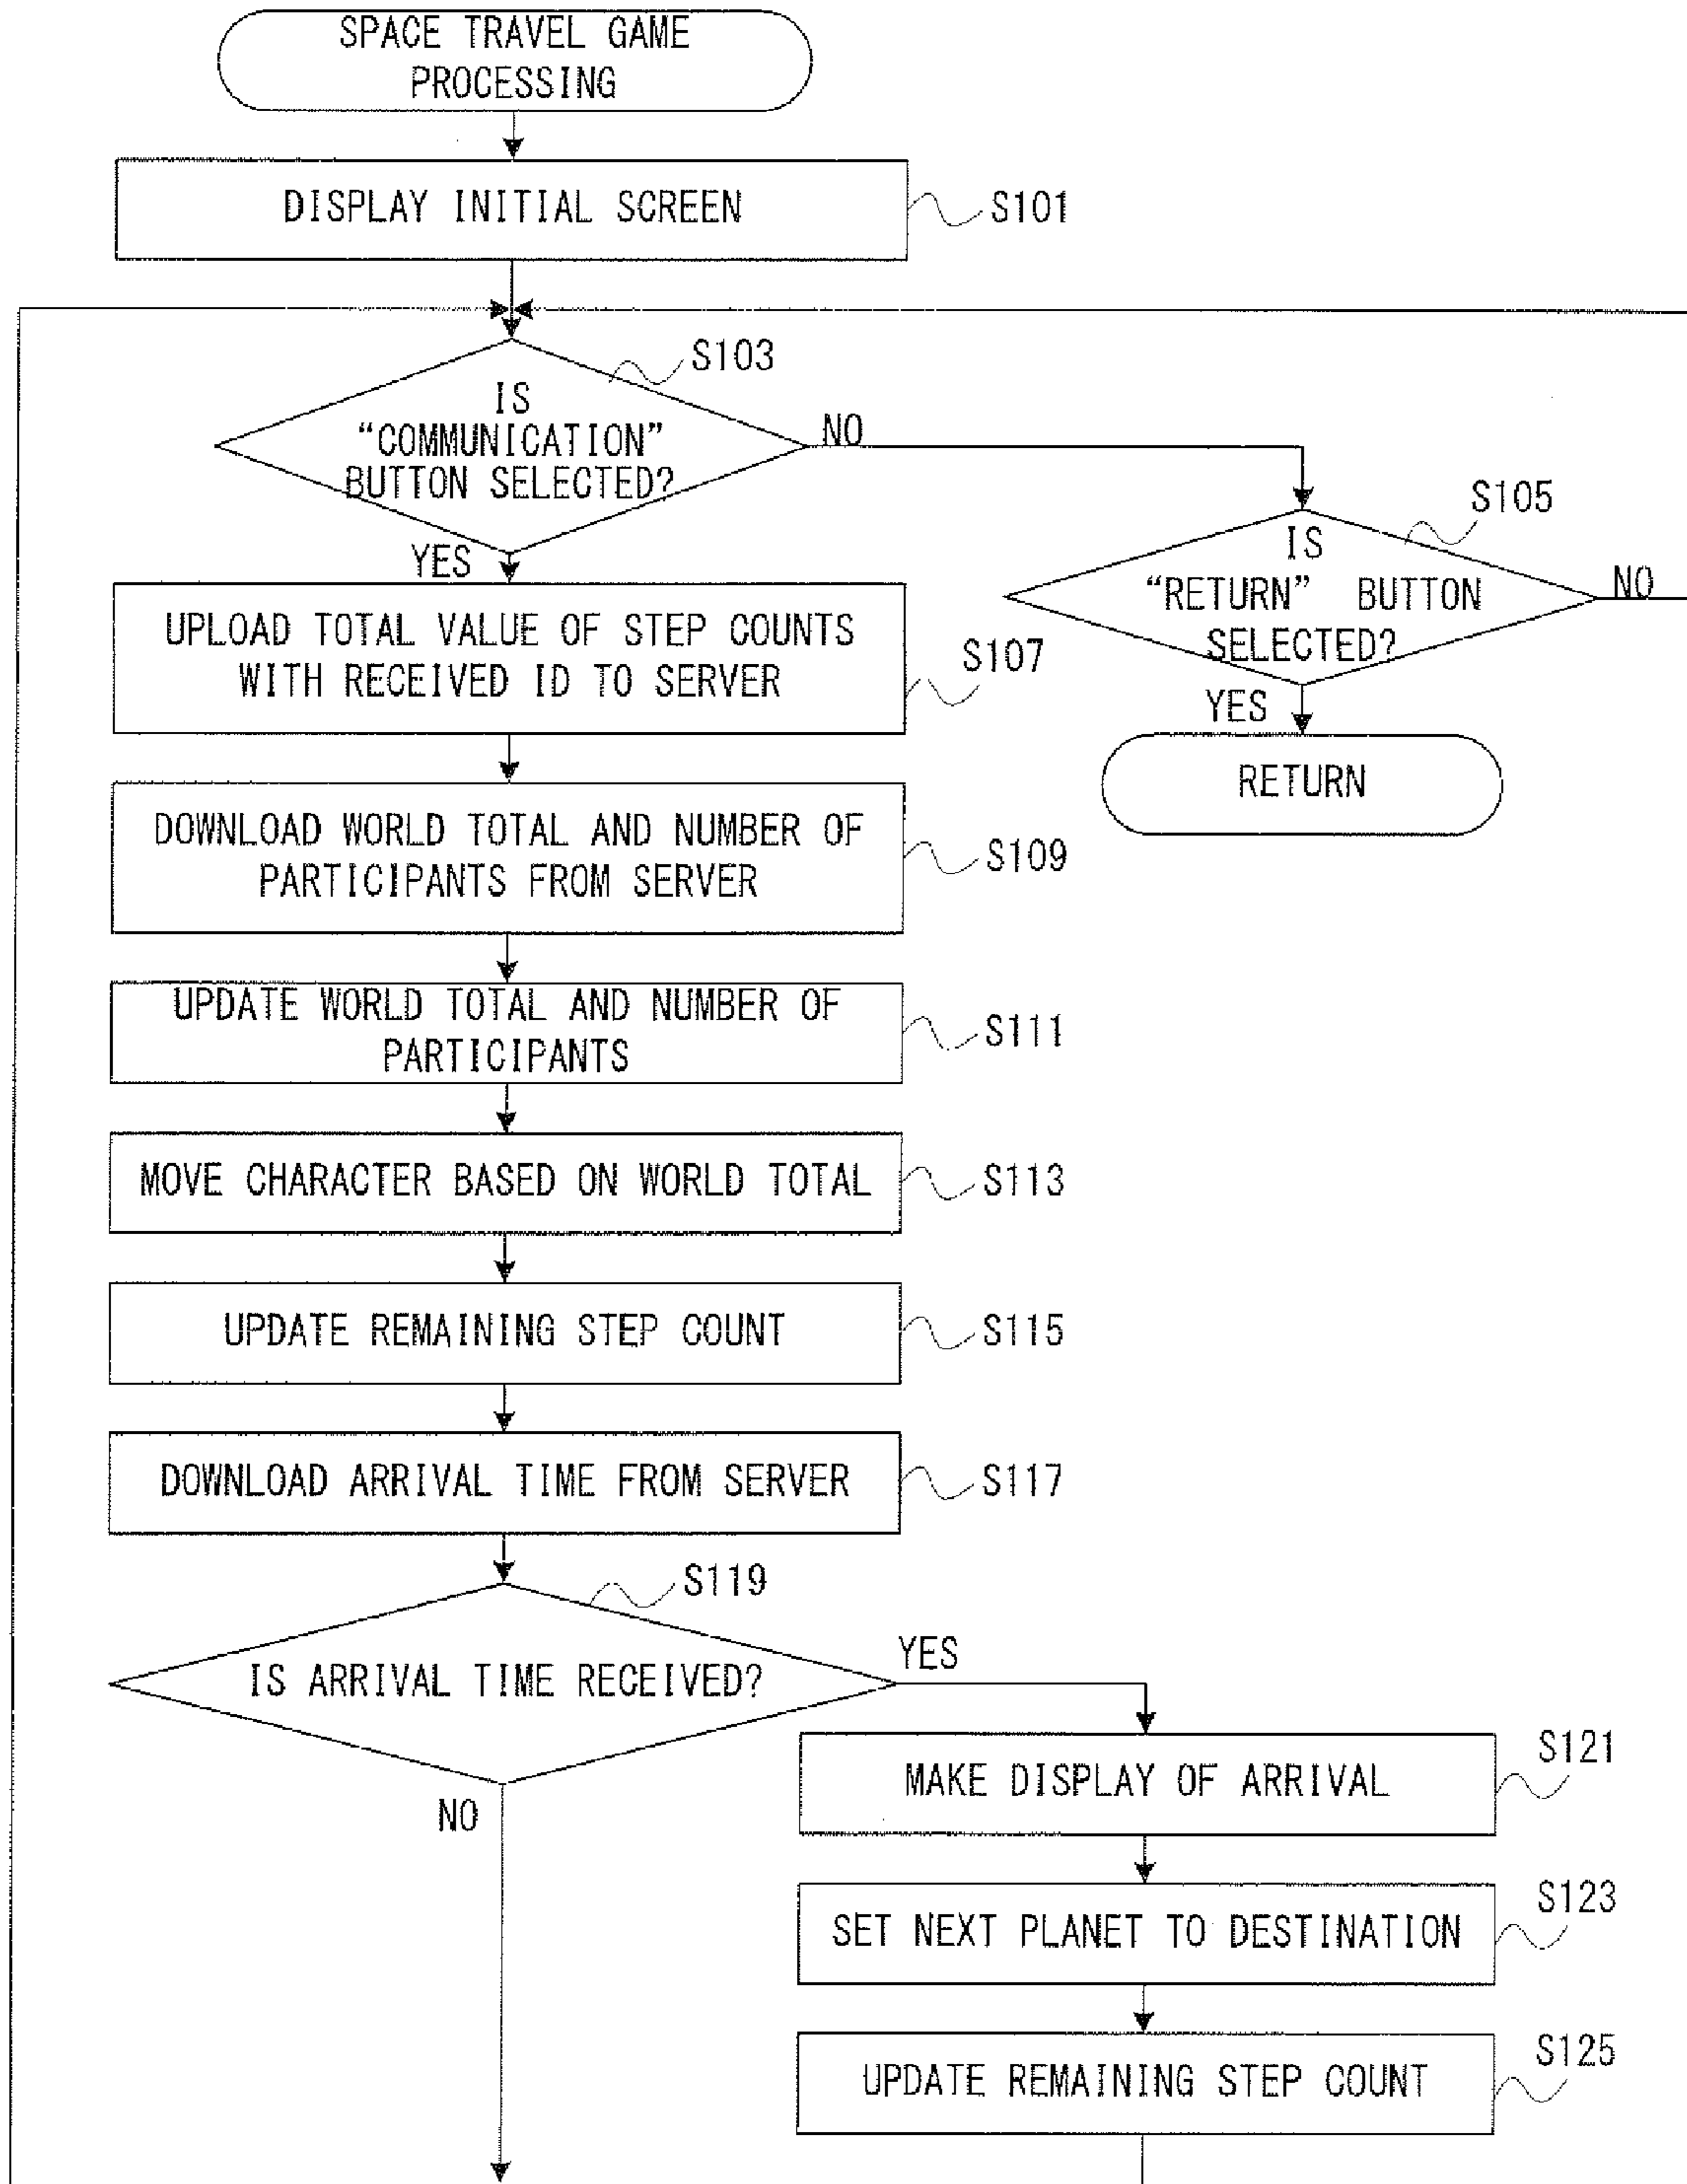 SPACE TRAVEL GAME
PROCESSING
DISPLAY INITIAL SCREEN
S101
S103
IS
“COMMUNICATION”
BUTTON SELECTED?
NO
YES
S105
IS
“RETURN” BUTTON
SELECTED?
NO
YES
RETURN
UPLOAD TOTAL VALUE OF STEP COUNTS
WITH RECEIVED ID TO SERVER
S107
DOWNLOAD WORLD TOTAL AND NUMBER OF
PARTICIPANTS FROM SERVER
S109
UPDATE WORLD TOTAL AND NUMBER OF
PARTICIPANTS
S111
MOVE CHARACTER BASED ON WORLD TOTAL
S113
UPDATE REMAINING STEP COUNT
S115
DOWNLOAD ARRIVAL TIME FROM SERVER
S117
S119
IS ARRIVAL TIME RECEIVED?
YES
NO
MAKE DISPLAY OF ARRIVAL
S121
SET NEXT PLANET TO DESTINATION
S123
UPDATE REMAINING STEP COUNT
S125